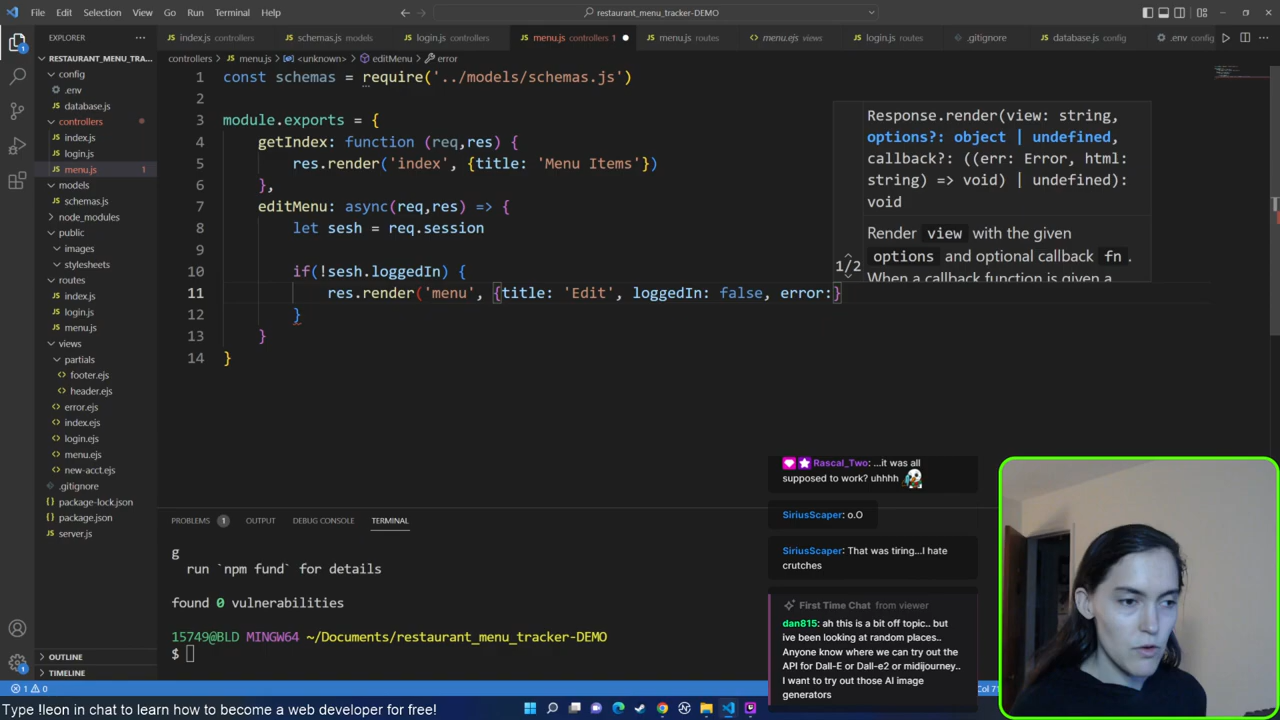 File Edit Selection View Go Run Terminal Help
restaurant_menu_tracker-DEMO
EXPLORER
index.js controllers
schemas.js models
login.js controllers
menu.js controllers 1
menu.js routes
menu.ejs views
login.js routes
.gitignore
database.js config
.env
controllers > menu.js > <unknown> > editMenu > error
RESTAURANT_MENU_TRA...
config
.env
database.js
controllers
index.js
login.js
menu.js 1
models
schemas.js
node_modules
public
images
stylesheets
routes
index.js
login.js
menu.js
views
partials
footer.ejs
header.ejs
error.ejs
index.ejs
login.ejs
menu.ejs
new-acct.ejs
.gitignore
package-lock.json
package.json
server.js
OUTLINE
TIMELINE
1 const schemas = require('../models/schemas.js')
2
3 module.exports = {
4 getIndex: function (req,res) {
5 res.render('index', {title: 'Menu Items'})
6 },
7 editMenu: async(req,res) => {
8 let sesh = req.session
9
10 if(!sesh.loggedIn) {
11 res.render('menu', {title: 'Edit', loggedIn: false, error:}
12 }
13 }
14 }
1/2
Response.render(view: string,
options?: object | undefined,
callback?: ((err: Error, html:
string) => void) | undefined):
void
Render view with the given
options and optional callback fn .
When a callback function is given a
PROBLEMS 1 OUTPUT DEBUG CONSOLE TERMINAL
g
run `npm fund` for details
found 0 vulnerabilities
15749@BLD MINGW64 ~/Documents/restaurant_menu_tracker-DEMO
$
Rascal_Two: ...it was all
supposed to work? uhhhh
SiriusScaper: o.O
SiriusScaper: That was tiring...I hate
crutches
First Time Chat from viewer
dan815: ah this is a bit off topic.. but
ive been looking at random places..
Anyone know where we can try out the
API for Dall-E or Dall-e2 or midijourney..
I want to try out those AI image
generators
1 0
Type !leon in chat to learn how to become a web developer for free!